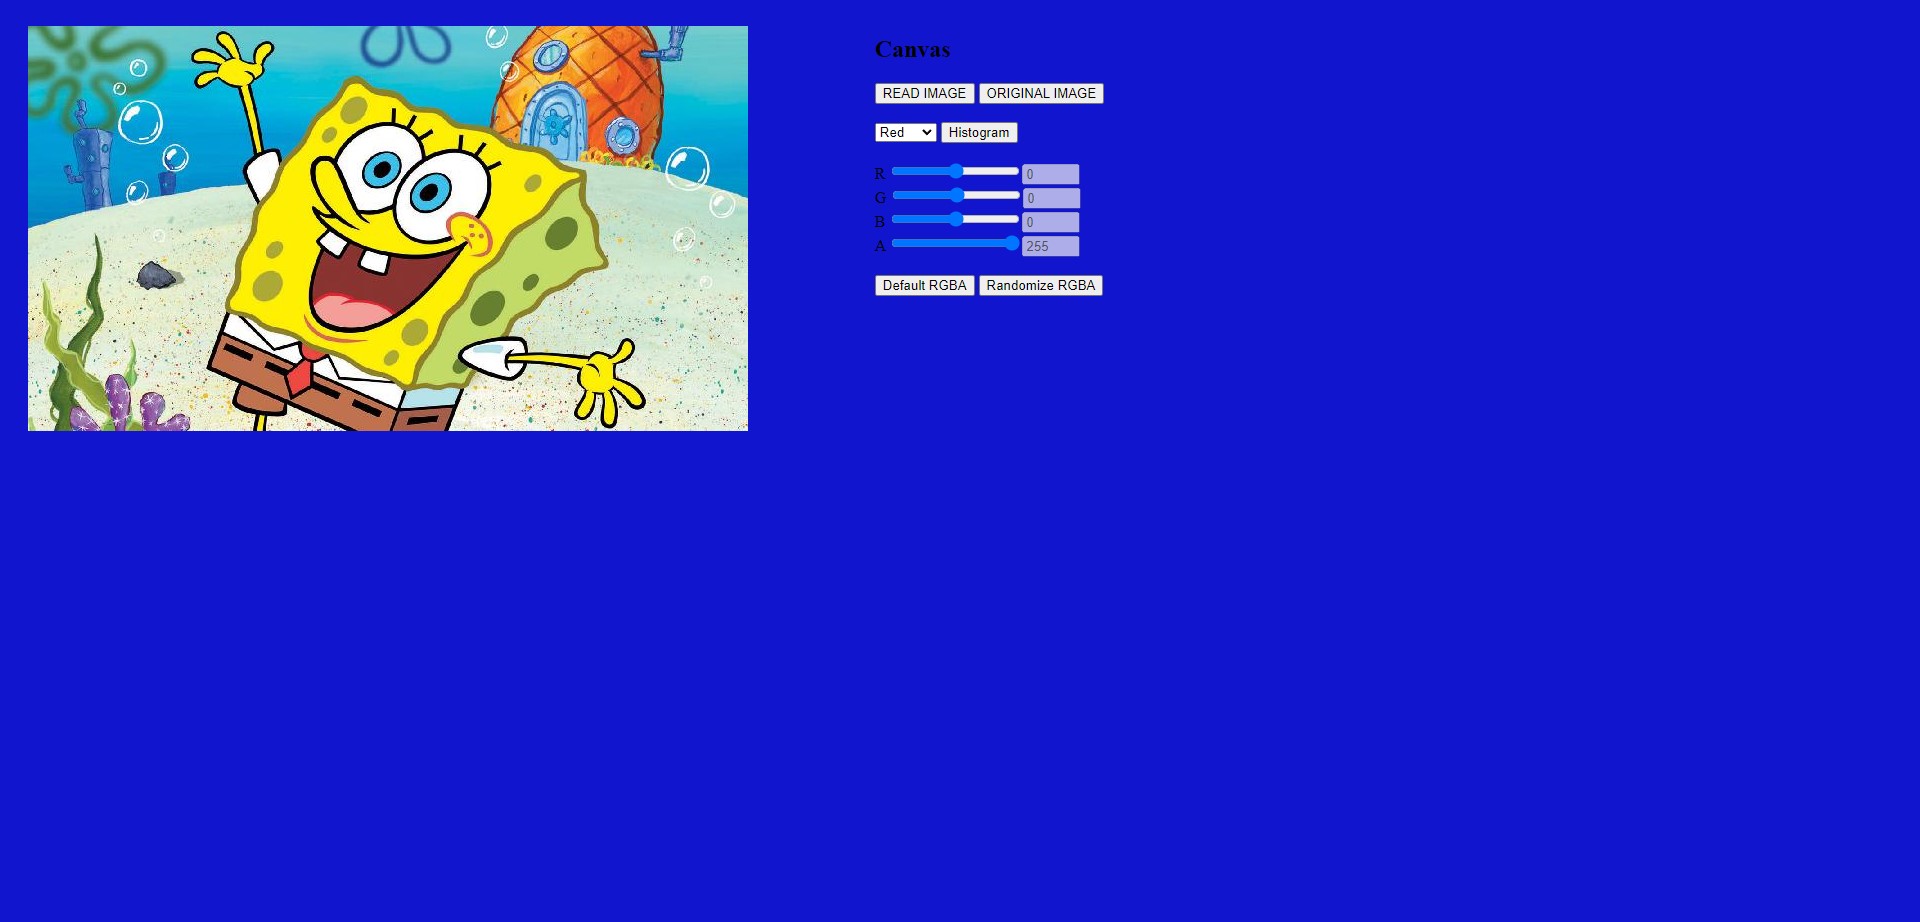 Canvas
READ IMAGE ORIGINAL IMAGE
Red Histogram
R 0
G 0
B 0
A 255
Default RGBA Randomize RGBA